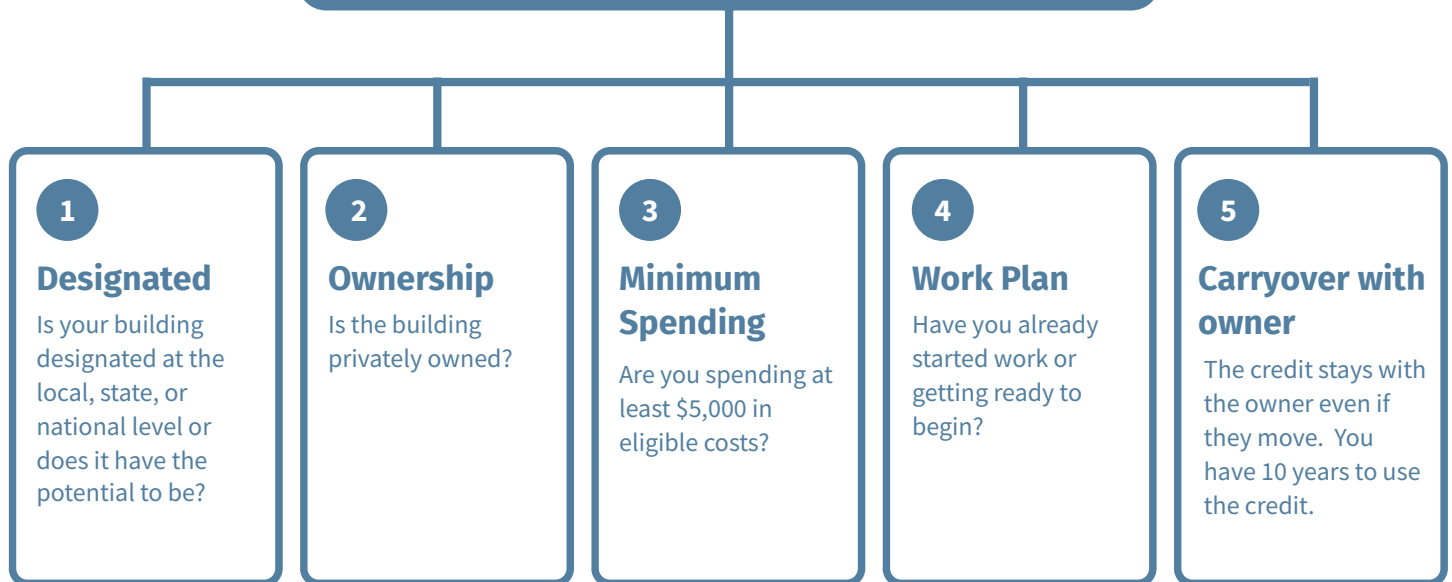 1
Designated
Is your building
designated at the
local, state, or
national level or
does it have the
potential to be?
2
Ownership
Is the building
privately owned?
3
Minimum
Spending
Are you spending at
least $5,000 in
eligible costs?
4
Work Plan
Have you already
started work or
getting ready to
begin?
5
Carryover with
owner
The credit stays with
the owner even if
they move.  You
have 10 years to use
the credit.